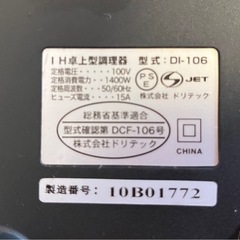 IH卓上型調理器　型式：DI-106
定格電圧・・・・・100V
定格消費電力・・・1400W
定格周波数・・・50/60Hz
ヒューズ電流・・・・15A
株式会社　ドリテック
PSE
JET
株式会社　ドリテック
総務省基準適合
型式確認第 DCF-106号
CHINA
製造番号：10B01772